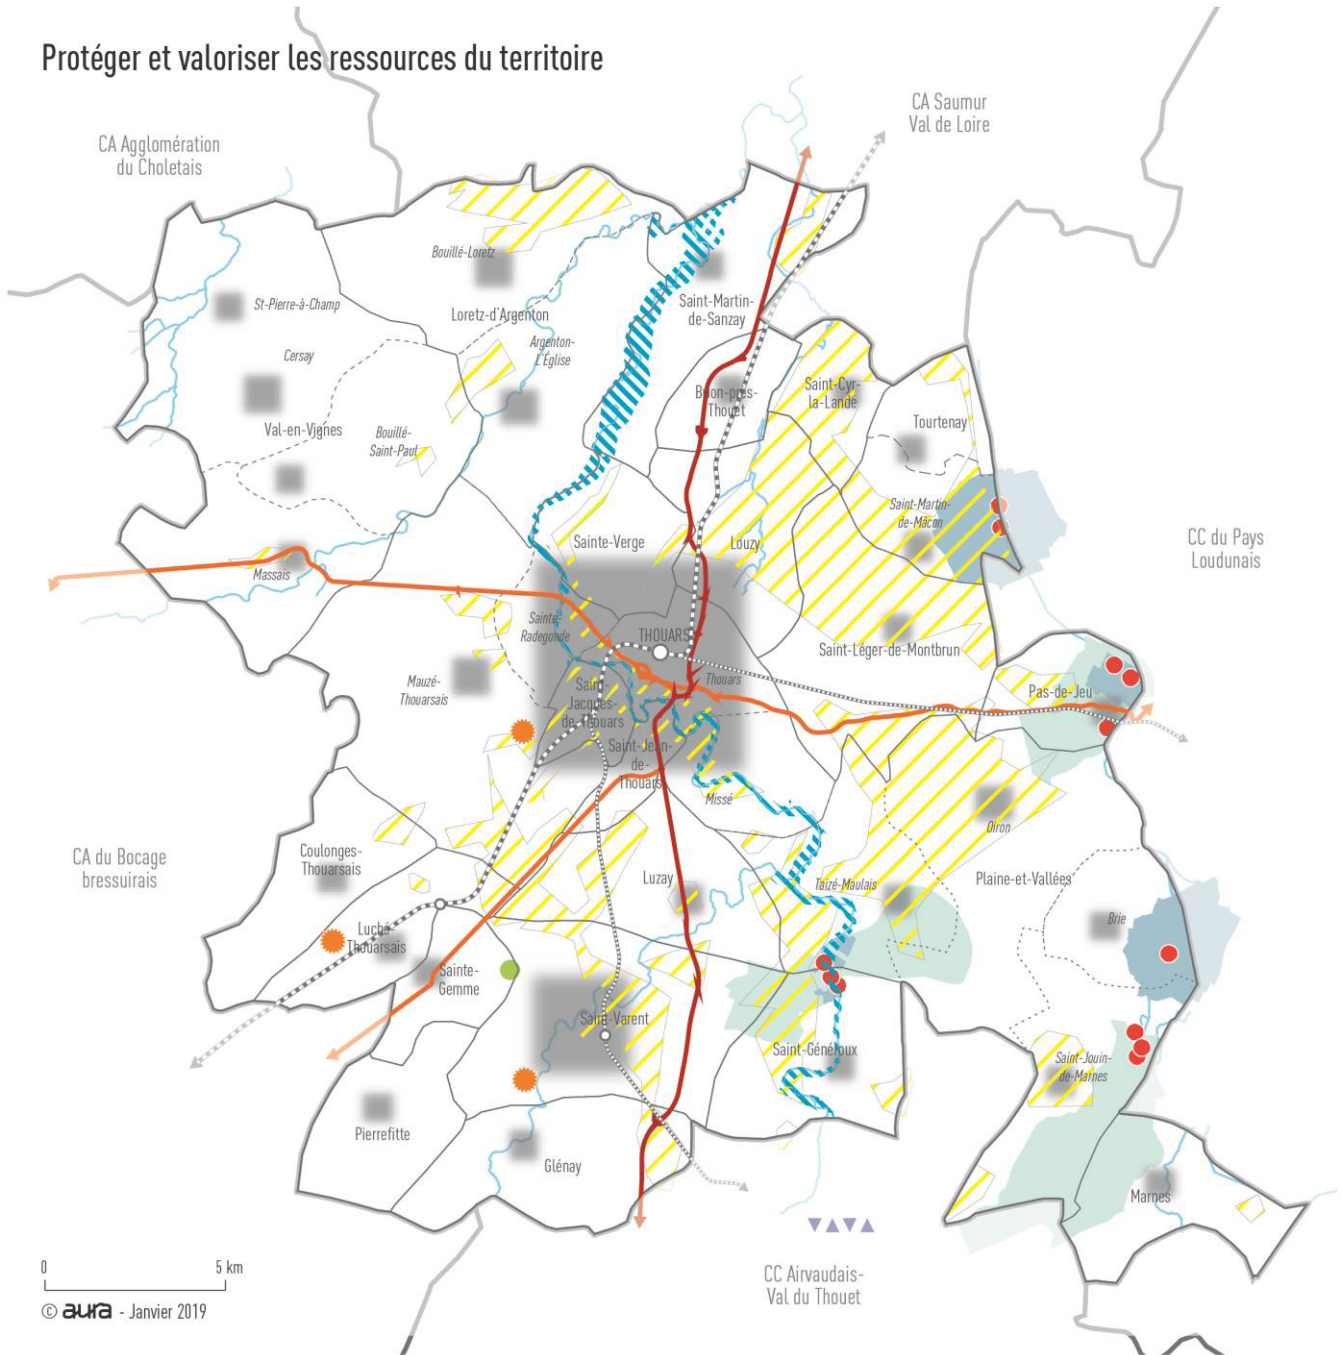 Protéger et valoriser les ressources du territoire
CA Saumur
Val de Loire
CA Agglomération
du Choletais
Bouillé-Loretz
St-Pierre-à-Champ
Loretz-d'Argenton
Saint-Martin-
de-Sanzay
Cersay
Argenton-
L'Église
Brion-près-
Thouet
Saint-Cyr-
la-Lande
Tourtenay
Val-en-Vignes
Bouillé-
Saint-Paul
Saint-Martin-
de-Mâcon
Sainte-Verge
Louzy
CC du Pays
Loudunais
Massais
Sainte-
Radegonde
THOUARS
Saint-Léger-de-Montbrun
Mauzé-
Thouarsais
Thouars
Saint-
Jacques-
de-Thouars
Pas-de-Jeu
Saint-Jean-
de-
Thouars
Missé
Oiron
CA du Bocage
bressuirais
Coulonges-
Thouarsais
Luzay
Taizé-Maulais
Plaine-et-Vallées
Brie
Luché-
Thouarsais
Sainte-
Gemme
Saint-Varent
Saint-Généroux
Saint-Jouin-
de-Marnes
Pierrefitte
Glénay
Marnes
CC Airvaudais-
Val du Thouet
0 5 km
© aura - Janvier 2019